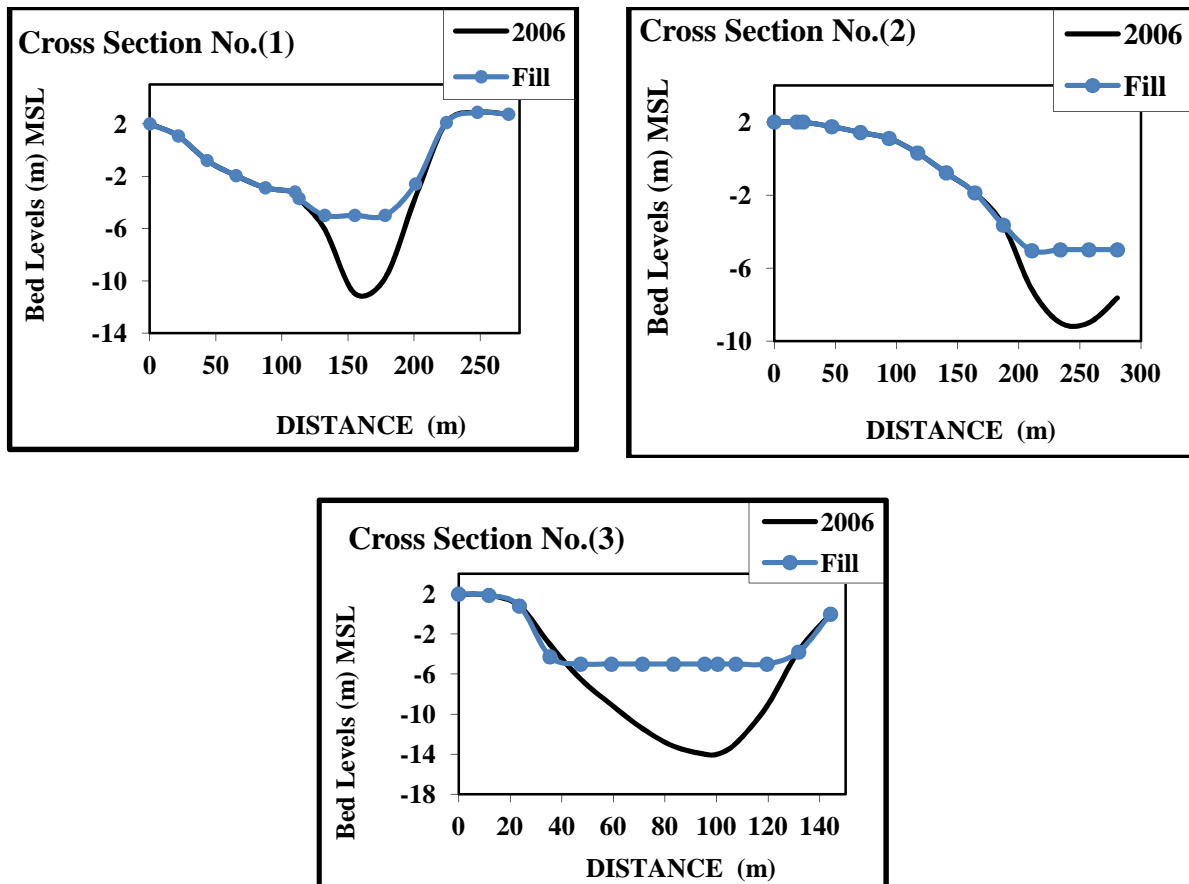 Cross Section No.(1)
2006
Fill
Bed Levels (m) MSL
2
-2
-6
-10
-14
0 50 100 150 200 250
DISTANCE (m)
Cross Section No.(2)
2006
Fill
Bed Levels (m) MSL
2
-2
-6
-10
0 50 100 150 200 250 300
DISTANCE (m)
Cross Section No.(3)
2006
Fill
Bed Levels (m) MSL
2
-2
-6
-10
-14
-18
0 20 40 60 80 100 120 140
DISTANCE (m)